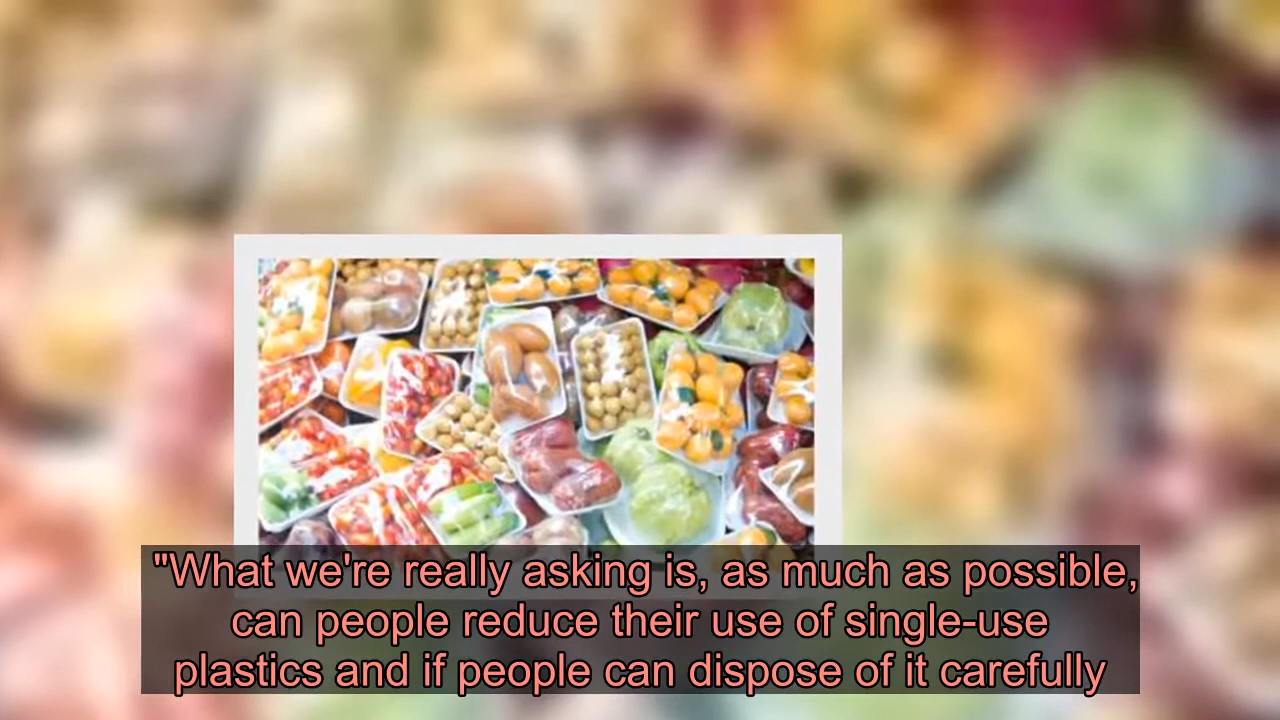 "What we're really asking is, as much as possible,
can people reduce their use of single-use
plastics and if people can dispose of it carefully